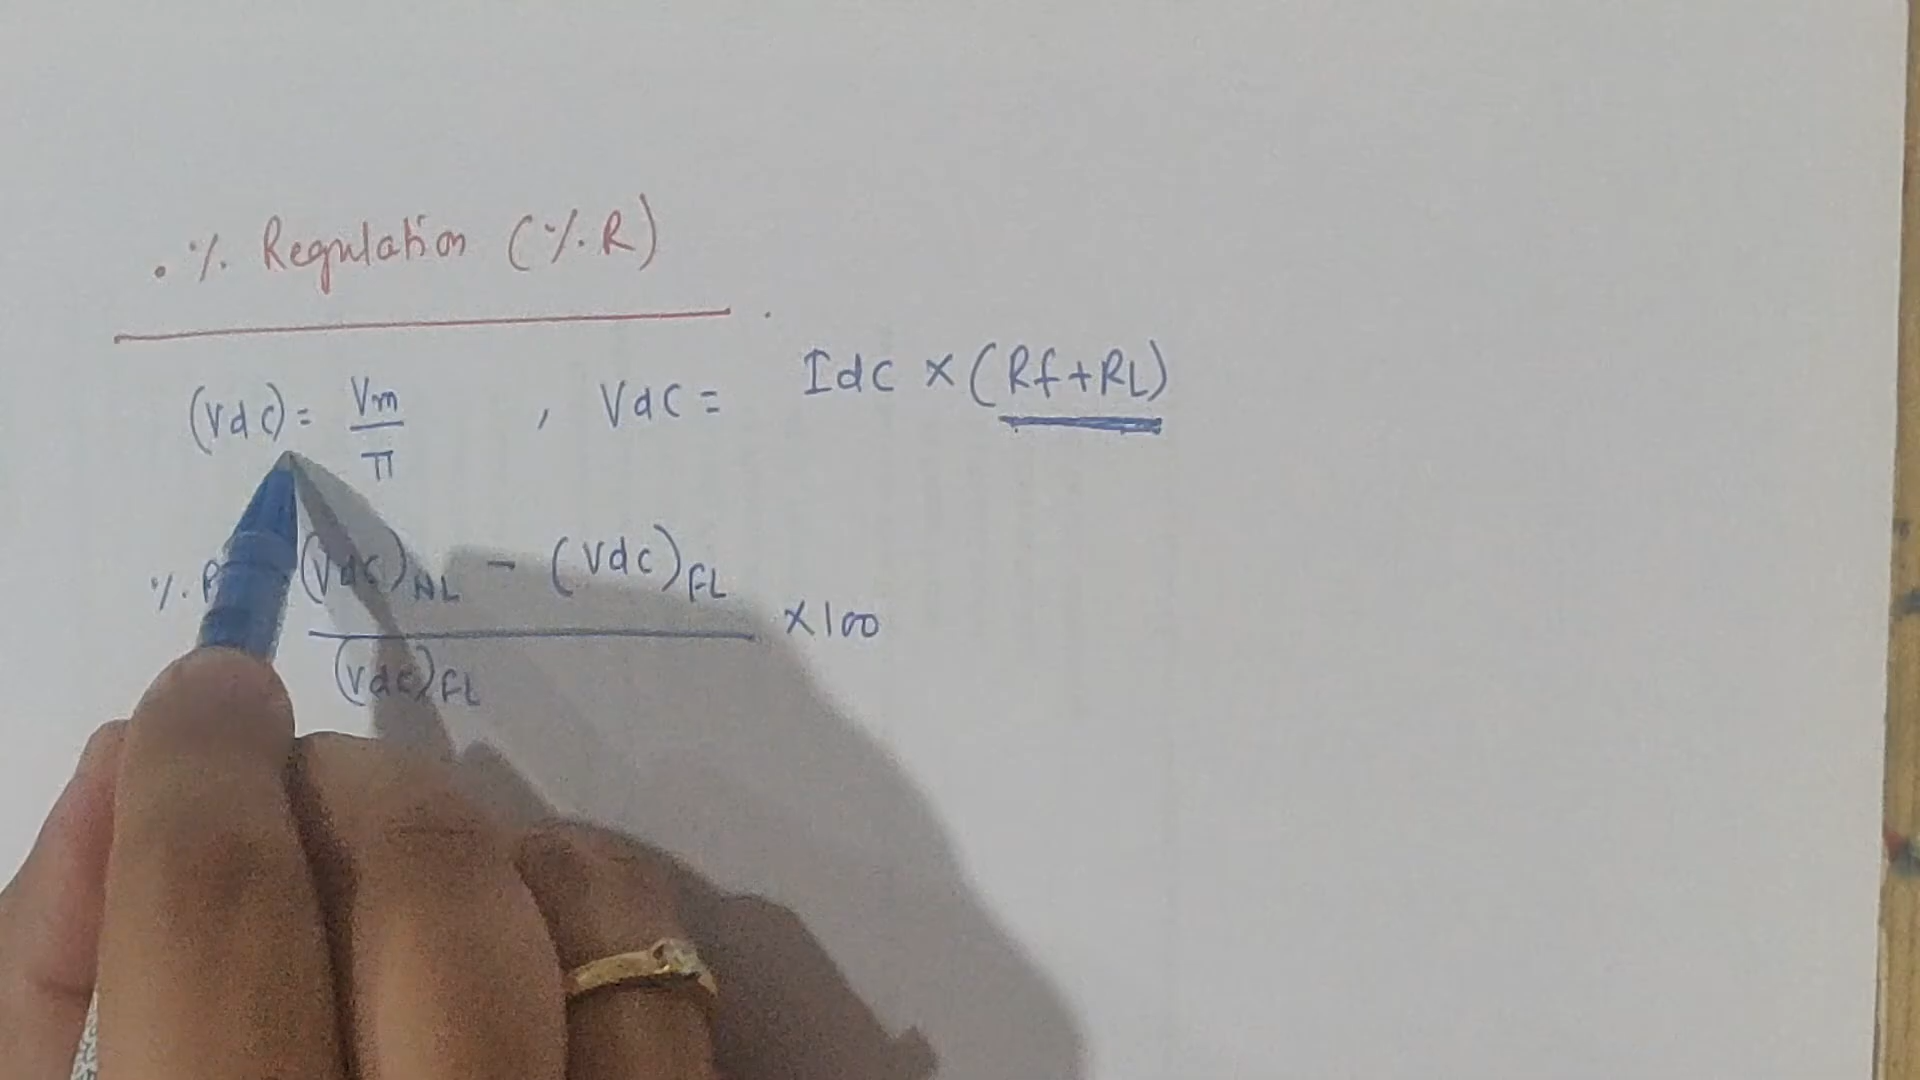 . % Regulation (% R)
(Vdc) = Vm / π , Vdc = Idc × (Rf+RL)
% (Vdc)NL - (Vdc)FL / (Vdc)FL ×100